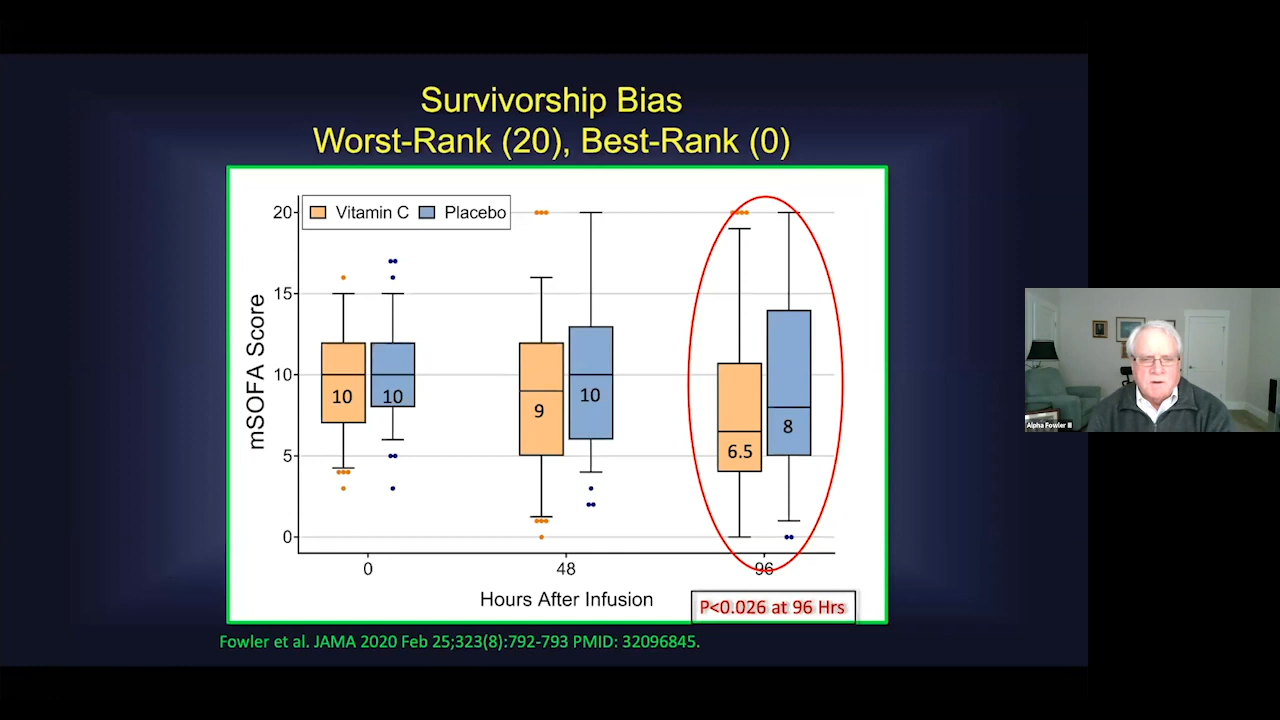 Survivorship Bias
Worst-Rank (20), Best-Rank (0)
Vitamin C Placebo
20
15
10
5
0
mSOFA Score
10 10
9 10
6.5 8
0 48 96
Hours After Infusion
P<0.026 at 96 Hrs
Fowler et al. JAMA 2020 Feb 25;323(8):792-793 PMID: 32096845.
Alpha Fowler III